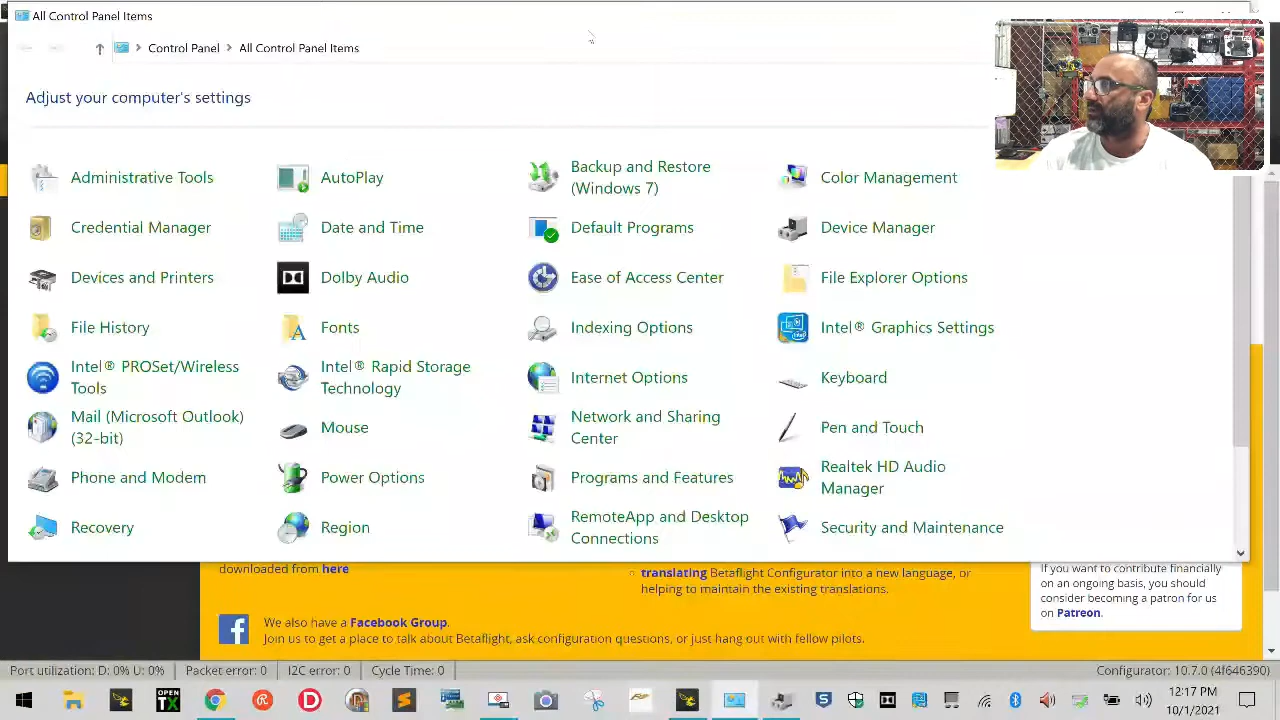 All Control Panel Items
Control Panel > All Control Panel Items
Adjust your computer's settings
Administrative Tools
AutoPlay
Backup and Restore
(Windows 7)
Color Management
Credential Manager
Date and Time
Default Programs
Device Manager
Devices and Printers
Dolby Audio
Ease of Access Center
File Explorer Options
File History
Fonts
Indexing Options
Intel® Graphics Settings
Intel® PROSet/Wireless
Tools
Intel® Rapid Storage
Technology
Internet Options
Keyboard
Mail (Microsoft Outlook)
(32-bit)
Mouse
Network and Sharing
Center
Pen and Touch
Phone and Modem
Power Options
Programs and Features
Realtek HD Audio
Manager
Recovery
Region
RemoteApp and Desktop
Connections
Security and Maintenance
downloaded from here
translating Betaflight Configurator into a new language, or
helping to maintain the existing translations.
If you want to contribute financially
on an ongoing basis, you should
consider becoming a patron for us
on Patreon.
We also have a Facebook Group.
Join us to get a place to talk about Betaflight, ask configuration questions, or just hang out with fellow pilots.
Port utilization: D: 0% U: 0%
Packet error: 0
I2C error: 0
Cycle Time: 0
Configurator: 10.7.0 (4f646390)
OPEN
TX
12:17 PM
10/1/2021